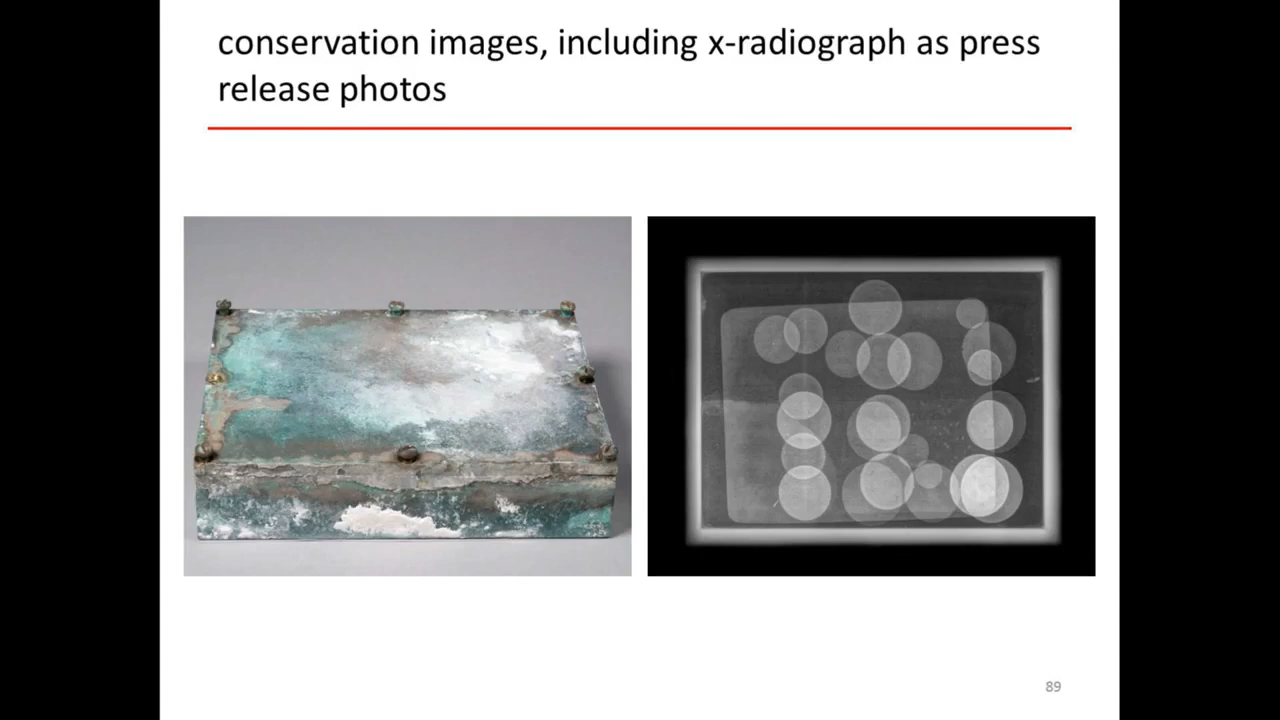 conservation images, including x-radiograph as press
release photos
89